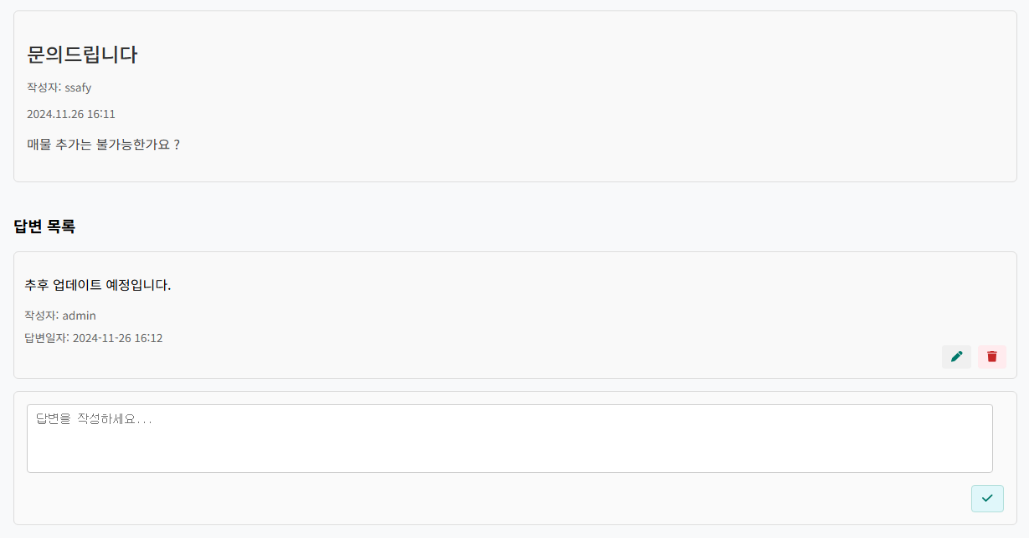 문의드립니다
작성자: ssafy
2024.11.26 16:11
매물 추가는 불가능한가요 ?
답변 목록
추후 업데이트 예정입니다.
작성자: admin
답변일자: 2024-11-26 16:12
답변을 작성하세요...